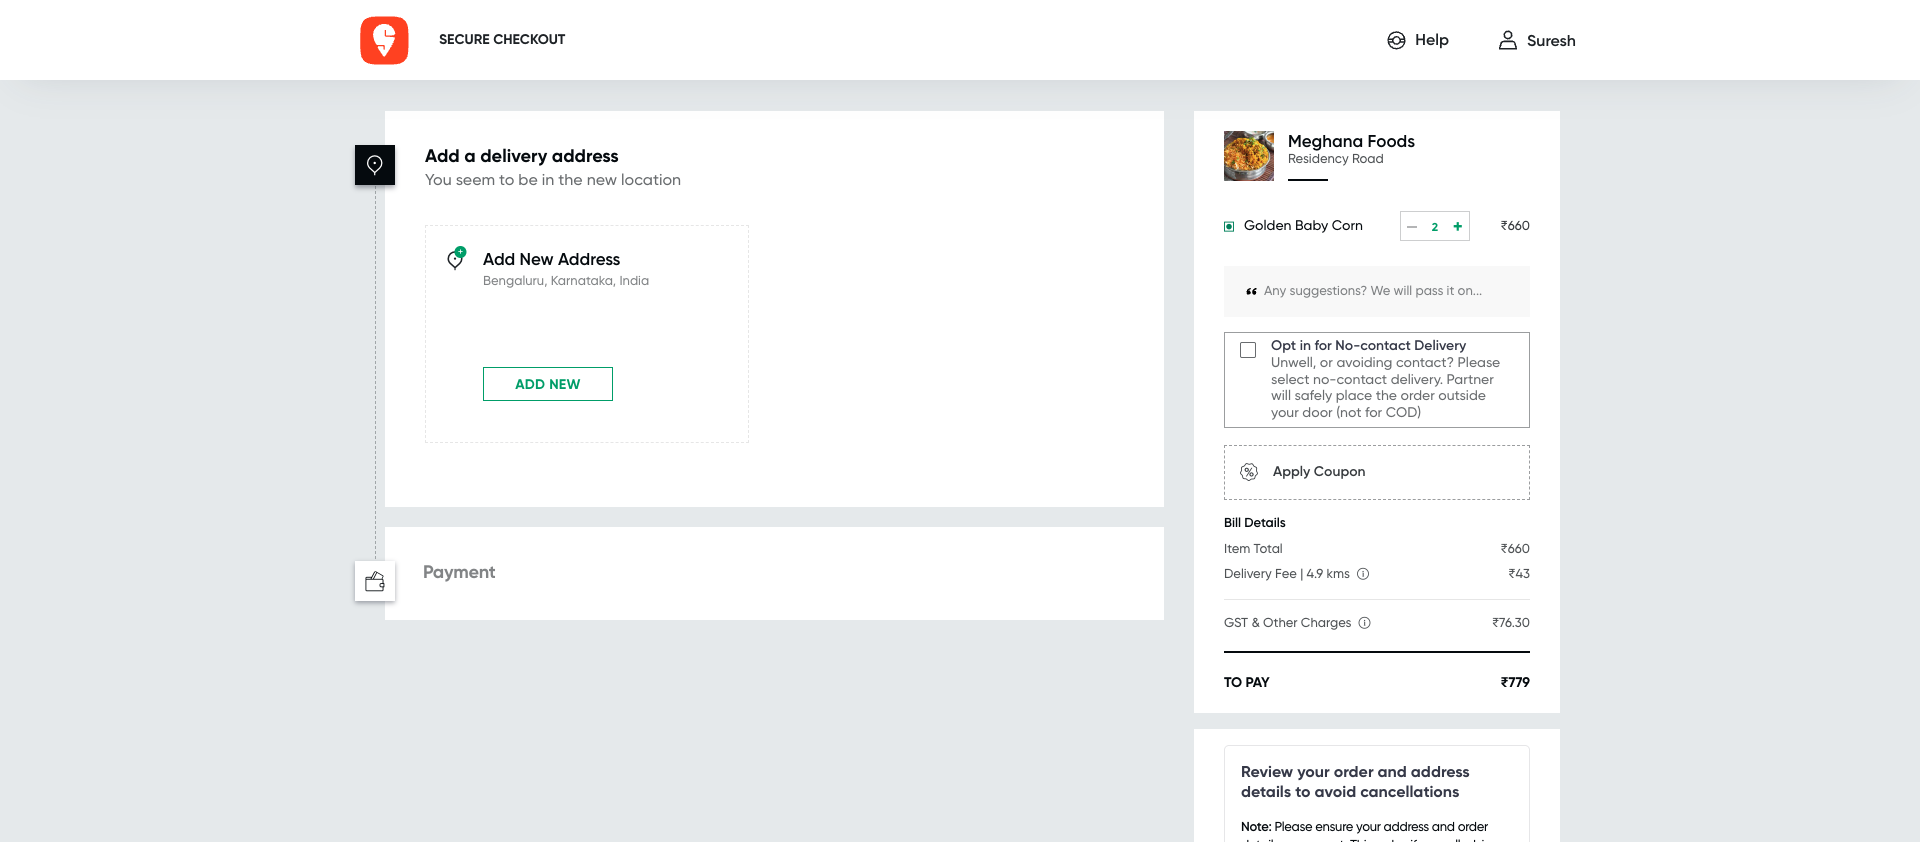 SECURE CHECKOUT
Help
Suresh
Add a delivery address
You seem to be in the new location
Add New Address
Bengaluru, Karnataka, India
ADD NEW
Payment
Meghana Foods
Residency Road
Golden Baby Corn
2
₹660
Any suggestions? We will pass it on...
Opt in for No-contact Delivery
Unwell, or avoiding contact? Please
select no-contact delivery. Partner
will safely place the order outside
your door (not for COD)
Apply Coupon
Bill Details
Item Total ₹660
Delivery Fee | 4.9 kms ₹43
GST & Other Charges ₹76.30
TO PAY ₹779
Review your order and address
details to avoid cancellations
Note: Please ensure your address and order